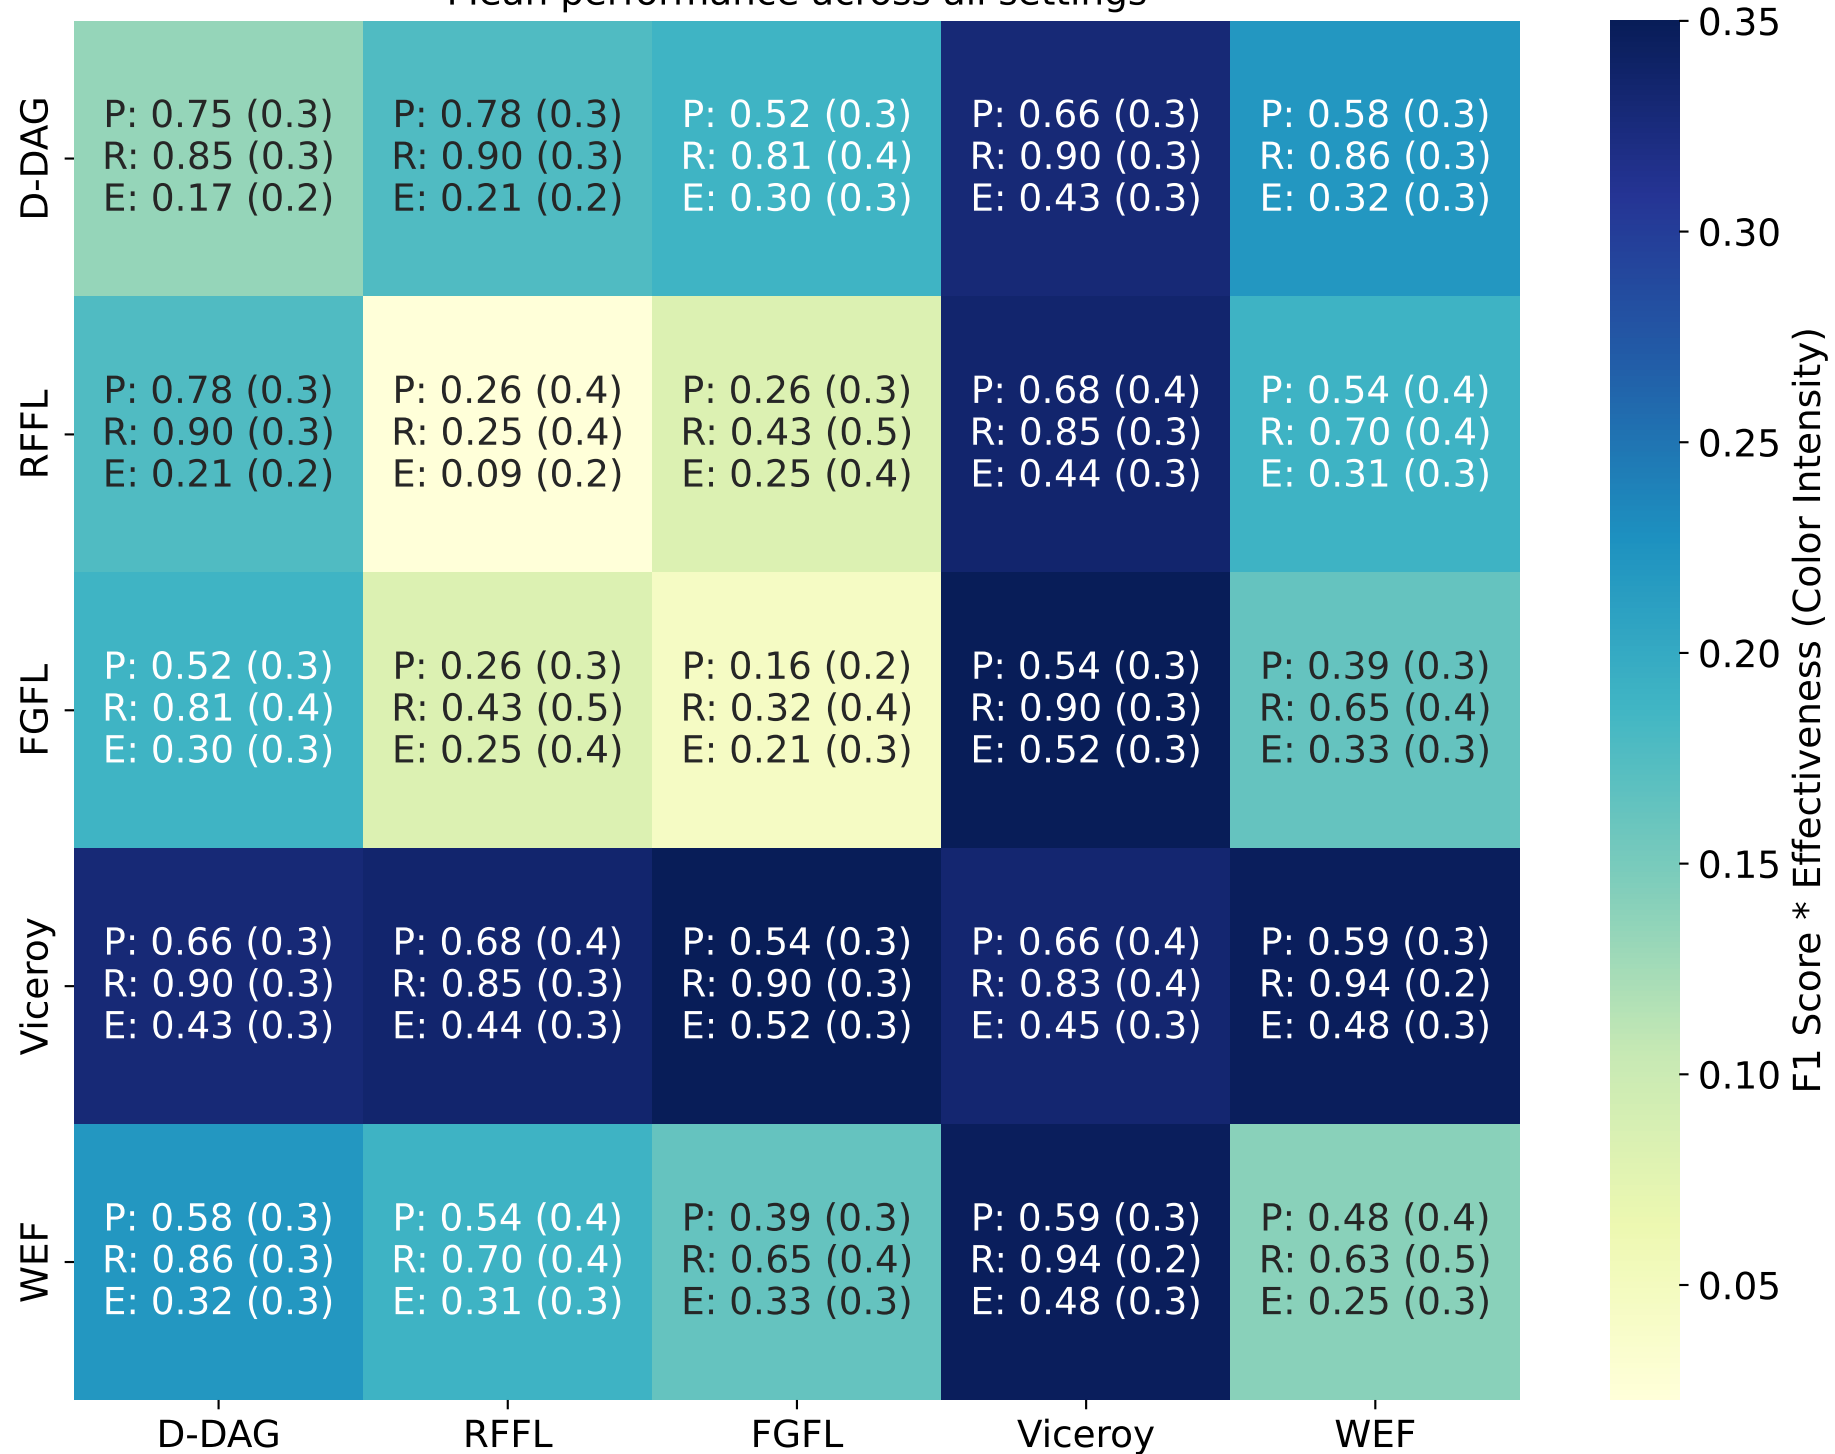 Mean performance across all settings
D-DAG
P: 0.75 (0.3)
R: 0.85 (0.3)
E: 0.17 (0.2)
P: 0.78 (0.3)
R: 0.90 (0.3)
E: 0.21 (0.2)
P: 0.52 (0.3)
R: 0.81 (0.4)
E: 0.30 (0.3)
P: 0.66 (0.3)
R: 0.90 (0.3)
E: 0.43 (0.3)
P: 0.58 (0.3)
R: 0.86 (0.3)
E: 0.32 (0.3)
RFFL
P: 0.78 (0.3)
R: 0.90 (0.3)
E: 0.21 (0.2)
P: 0.26 (0.4)
R: 0.25 (0.4)
E: 0.09 (0.2)
P: 0.26 (0.3)
R: 0.43 (0.5)
E: 0.25 (0.4)
P: 0.68 (0.4)
R: 0.85 (0.3)
E: 0.44 (0.3)
P: 0.54 (0.4)
R: 0.70 (0.4)
E: 0.31 (0.3)
FGFL
P: 0.52 (0.3)
R: 0.81 (0.4)
E: 0.30 (0.3)
P: 0.26 (0.3)
R: 0.43 (0.5)
E: 0.25 (0.4)
P: 0.16 (0.2)
R: 0.32 (0.4)
E: 0.21 (0.3)
P: 0.54 (0.3)
R: 0.90 (0.3)
E: 0.52 (0.3)
P: 0.39 (0.3)
R: 0.65 (0.4)
E: 0.33 (0.3)
Viceroy
P: 0.66 (0.3)
R: 0.90 (0.3)
E: 0.43 (0.3)
P: 0.68 (0.4)
R: 0.85 (0.3)
E: 0.44 (0.3)
P: 0.54 (0.3)
R: 0.90 (0.3)
E: 0.52 (0.3)
P: 0.66 (0.4)
R: 0.83 (0.4)
E: 0.45 (0.3)
P: 0.59 (0.3)
R: 0.94 (0.2)
E: 0.48 (0.3)
WEF
P: 0.58 (0.3)
R: 0.86 (0.3)
E: 0.32 (0.3)
P: 0.54 (0.4)
R: 0.70 (0.4)
E: 0.31 (0.3)
P: 0.39 (0.3)
R: 0.65 (0.4)
E: 0.33 (0.3)
P: 0.59 (0.3)
R: 0.94 (0.2)
E: 0.48 (0.3)
P: 0.48 (0.4)
R: 0.63 (0.5)
E: 0.25 (0.3)
D-DAG
RFFL
FGFL
Viceroy
WEF
0.35
0.30
0.25
0.20
0.15
0.10
0.05
F1 Score * Effectiveness (Color Intensity)